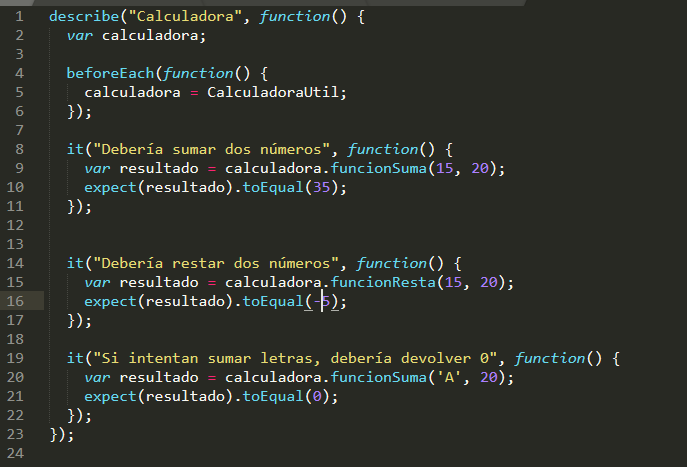 1 describe("Calculadora", function() {
2 var calculadora;
3
4 beforeEach(function() {
5 calculadora = CalculadoraUtil;
6 });
7
8 it("Debería sumar dos números", function() {
9 var resultado = calculadora.funcionSuma(15, 20);
10 expect(resultado).toEqual(35);
11 });
12
13
14 it("Debería restar dos números", function() {
15 var resultado = calculadora.funcionResta(15, 20);
16 expect(resultado).toEqual(-5);
17 });
18
19 it("Si intentan sumar letras, debería devolver 0", function() {
20 var resultado = calculadora.funcionSuma('A', 20);
21 expect(resultado).toEqual(0);
22 });
23 });
24